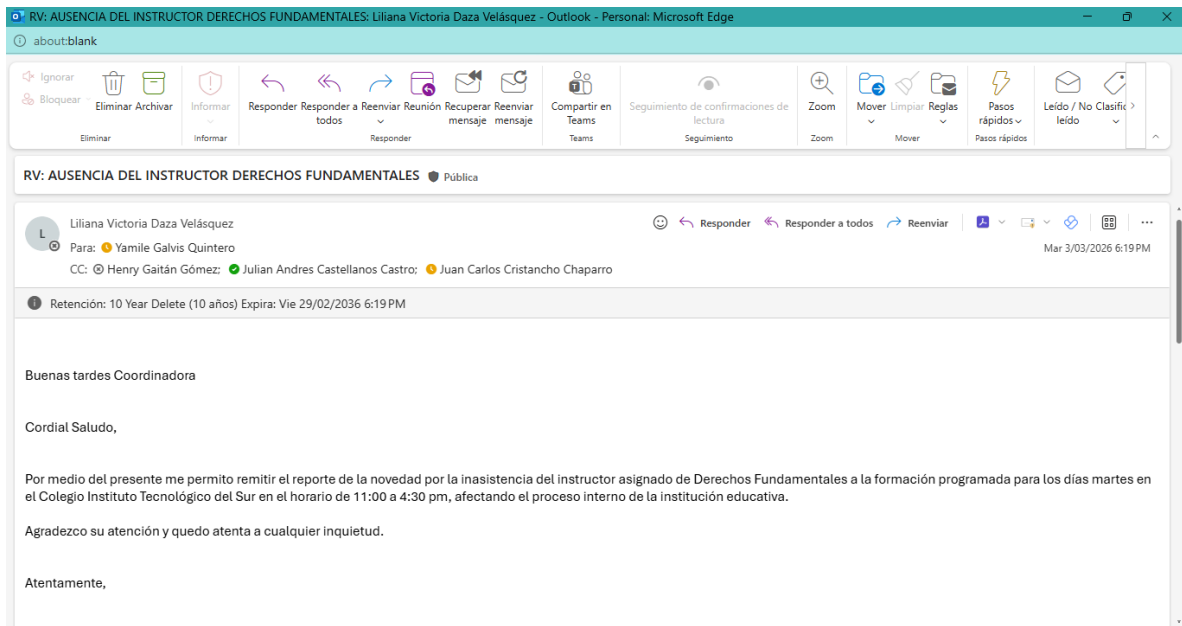 RV: AUSENCIA DEL INSTRUCTOR DERECHOS FUNDAMENTALES: Liliana Victoria Daza Velásquez - Outlook - Personal: Microsoft Edge
about:blank
Ignorar
Bloquear
Eliminar Archivar
Eliminar
Informar
Informar
Responder Responder a todos Reenviar Reunión Recuperar mensaje Reenviar mensaje
Responder
Compartir en Teams
Teams
Seguimiento de confirmaciones de lectura
Seguimiento
Zoom
Zoom
Mover Limpiar Reglas
Mover
Pasos rápidos
Pasos rápidos
Leído / No leído Clasific
RV: AUSENCIA DEL INSTRUCTOR DERECHOS FUNDAMENTALES Pública
L
Liliana Victoria Daza Velásquez
Responder Responder a todos Reenviar
Para: Yamile Galvis Quintero
Mar 3/03/2026 6:19 PM
CC: Henry Gaitán Gómez; Julian Andres Castellanos Castro; Juan Carlos Cristancho Chaparro
Retención: 10 Year Delete (10 años) Expira: Vie 29/02/2036 6:19 PM
Buenas tardes Coordinadora
Cordial Saludo,
Por medio del presente me permito remitir el reporte de la novedad por la inasistencia del instructor asignado de Derechos Fundamentales a la formación programada para los días martes en
el Colegio Instituto Tecnológico del Sur en el horario de 11:00 a 4:30 pm, afectando el proceso interno de la institución educativa.
Agradezco su atención y quedo atenta a cualquier inquietud.
Atentamente,